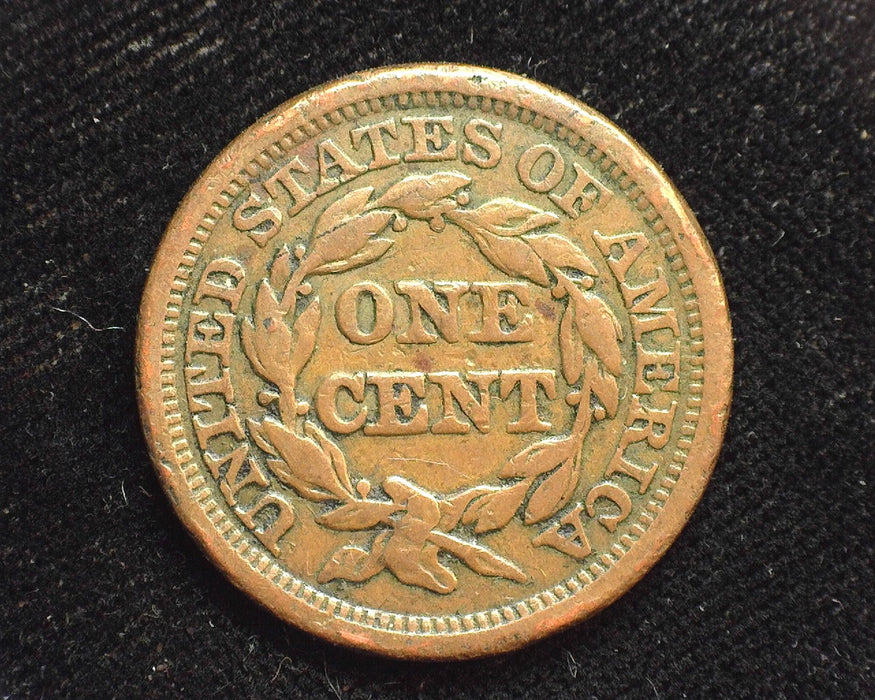 UNITED STATES OF AMERICA
ONE
CENT